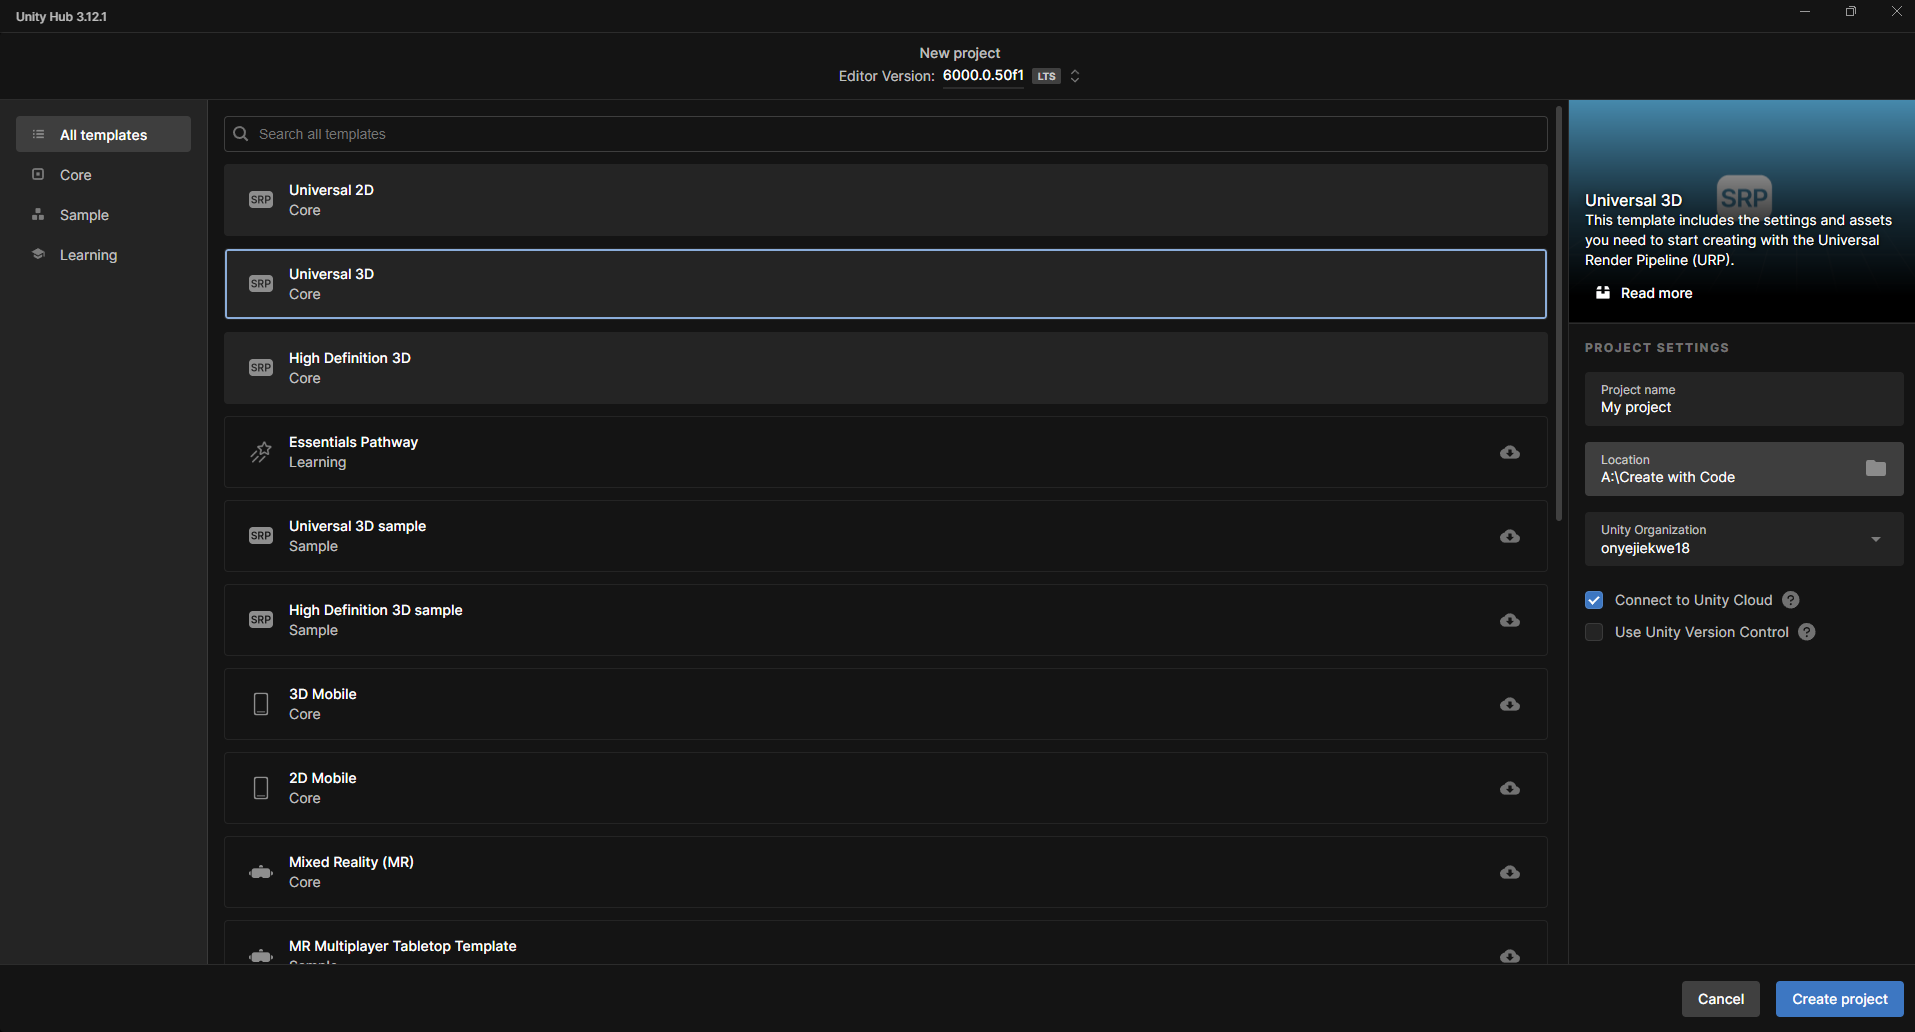 Unity Hub 3.12.1
New project
Editor Version: 6000.0.50f1 LTS
All templates
Core
Sample
Learning
Search all templates
SRP
Universal 2D
Core
SRP
Universal 3D
Core
SRP
High Definition 3D
Core
Essentials Pathway
Learning
SRP
Universal 3D sample
Sample
SRP
High Definition 3D sample
Sample
3D Mobile
Core
2D Mobile
Core
Mixed Reality (MR)
Core
MR Multiplayer Tabletop Template
Sample
SRP
Universal 3D
This template includes the settings and assets
you need to start creating with the Universal
Render Pipeline (URP).
Read more
PROJECT SETTINGS
Project name
My project
Location
A:\Create with Code
Unity Organization
onyejiekwe18
Connect to Unity Cloud ?
Use Unity Version Control ?
Cancel
Create project